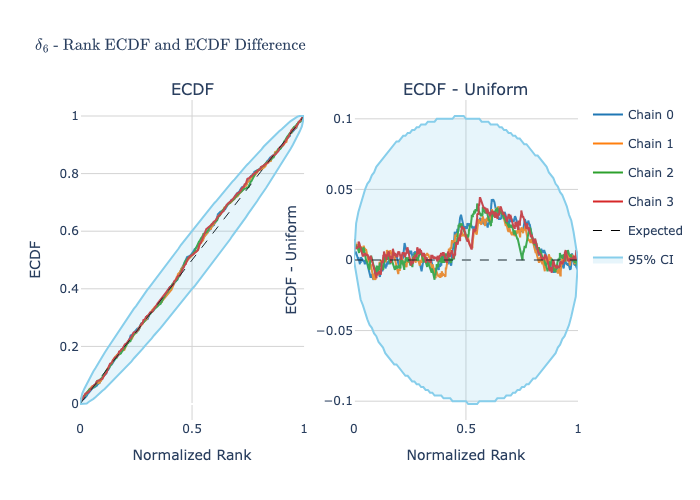 δ₆ - Rank ECDF and ECDF Difference
ECDF
ECDF
1
0.8
0.6
0.4
0.2
0
0
0.5
1
Normalized Rank
ECDF - Uniform
ECDF - Uniform
0.1
0.05
0
−0.05
−0.1
0
0.5
1
Normalized Rank
Chain 0
Chain 1
Chain 2
Chain 3
Expected
95% CI